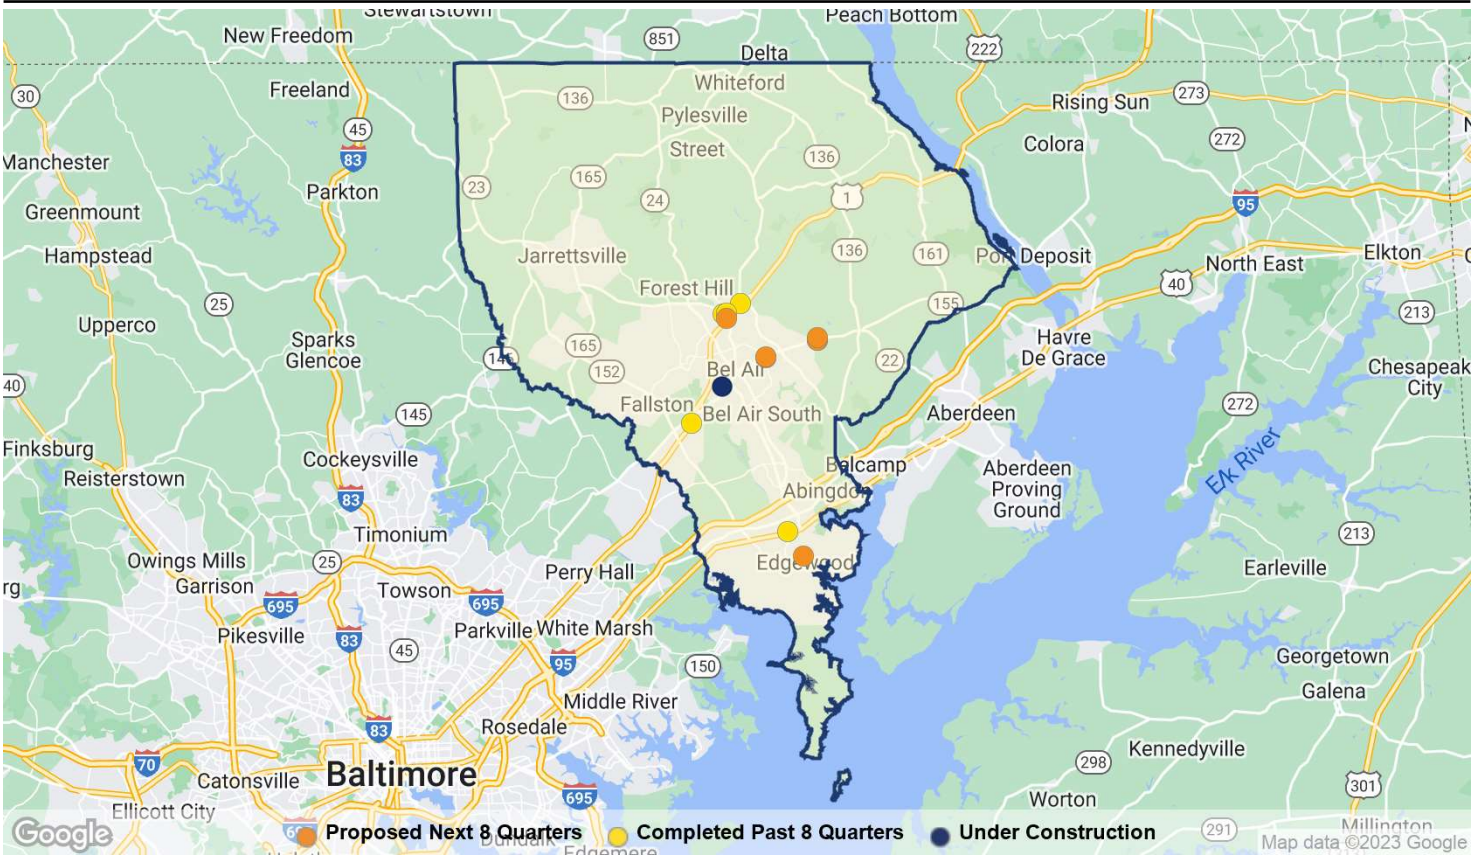 Stewartstown
Peach Bottom
New Freedom
851
Delta
222
Freeland
Whiteford
30
136
273
Rising Sun
Pylesville
45
Street
272
Colora
Manchester
83
136
165
Parkton
23
24
1
95
Greenmount
Hampstead
Jarrettsville
136
161
Deposit
North East
Elkton
Forest Hill
40
25
155
213
Upperco
Sparks
Glencoe
165
152
Havre
De Grace
22
Bel Air
Chesapeak
City
40
145
Fallston
Bel Air South
Aberdeen
272
Finksburg
Cockeysville
Reisterstown
Belcamp
Aberdeen
Proving
Ground
Elk River
83
Abingdon
Timonium
213
Owings Mills
25
Garrison
Perry Hall
Edgewood
Earleville
rg
695
Towson
695
Pikesville
83
Parkville
White Marsh
45
95
150
Georgetown
Galena
Middle River
83
Rosedale
70
Catonsville
Baltimore
Kennedyville
298
301
695
Worton
Ellicott City
Google
Proposed Next 8 Quarters
Completed Past 8 Quarters
Under Construction
Dundalk
Edgemere
291
Millington
Map data ©2023 Google